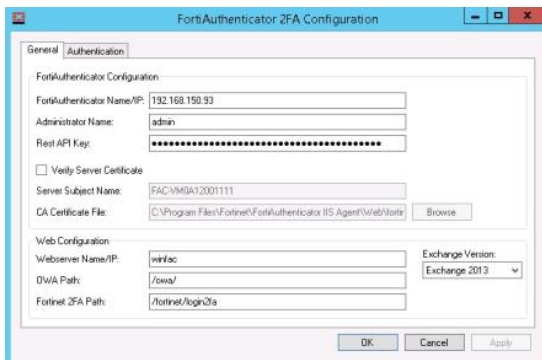 FortiAuthenticator 2FA Configuration
General Authentication
FortiAuthenticator Configuration
FortiAuthenticator Name/IP: 192.168.150.93
Administrator Name: admin
Rest API Key: ●●●●●●●●●●●●●●●●●●●●●●●●●●●●●●●●●●●●●●●●
Verify Server Certificate
Server Subject Name: FAC-VM0A12001111
CA Certificate File: C:\Program Files\Fortinet\FortiAuthenticator IIS Agent\Web\fortir Browse
Web Configuration
Webserver Name/IP: winfac
Exchange Version:
OWA Path: /owa/ Exchange 2013
Fortinet 2FA Path: /fortinet/login2fa
OK Cancel Apply